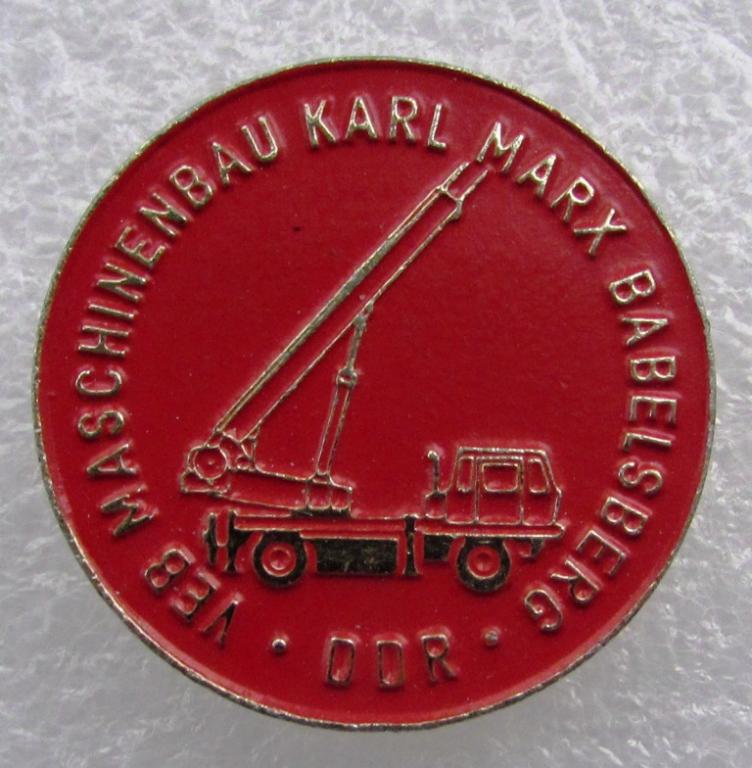 VEB MASCHINENBAU KARL MARX BABELSBERG
· DDR ·